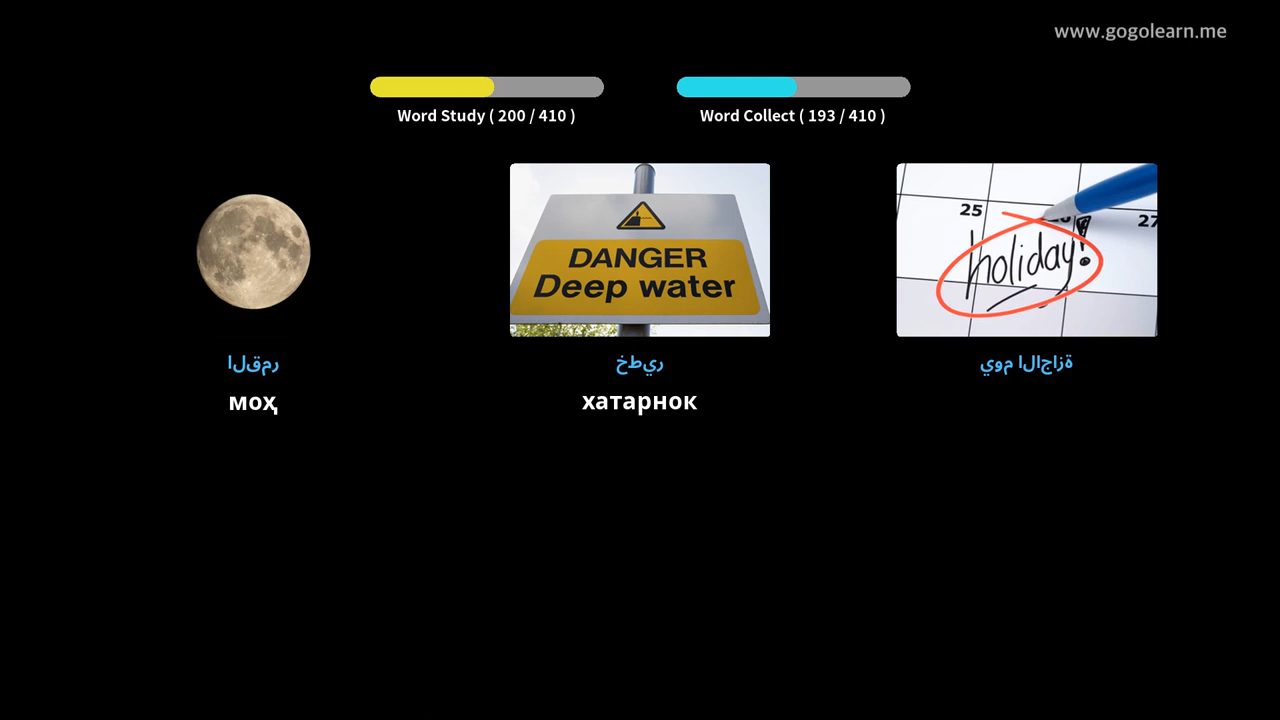 www.gogolearn.me
Word Study ( 200 / 410 )
Word Collect ( 193 / 410 )
DANGER
Deep water
25
27
holiday!
القمر
خطير
يوم الاجازة
моҳ
хатарнок